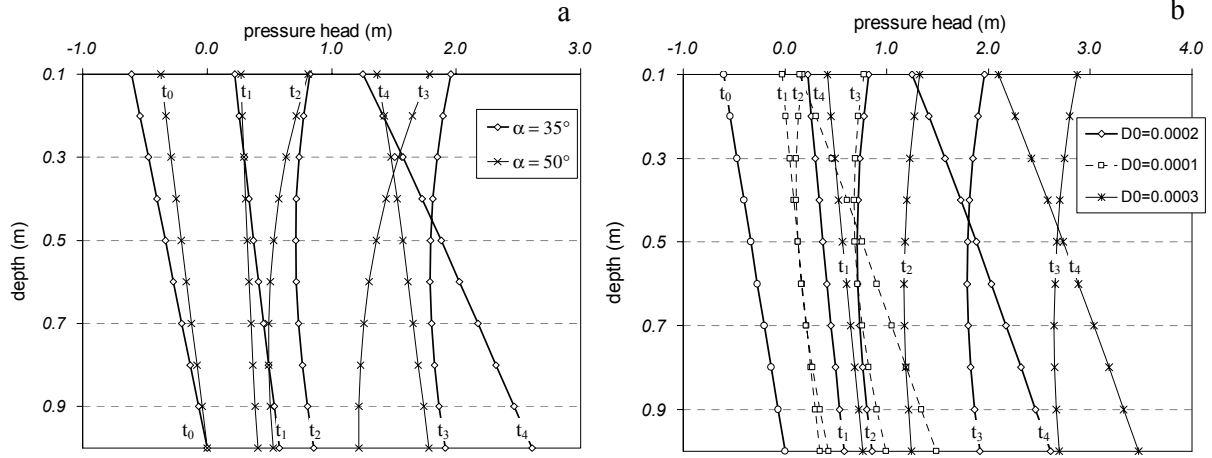 a
pressure head (m)
-1.0 0.0 1.0 2.0 3.0
0.1
0.3
0.5
0.7
0.9
depth (m)
t0 t1 t2 t4 t3
α = 35°
α = 50°
t0 t1 t2 t3 t4
b
pressure head (m)
-1.0 0.0 1.0 2.0 3.0 4.0
0.1
0.3
0.5
0.7
0.9
depth (m)
t0 t1 t2 t4 t3
D0=0.0002
D0=0.0001
D0=0.0003
t1 t2 t3 t4
t1 t2 t3 t4